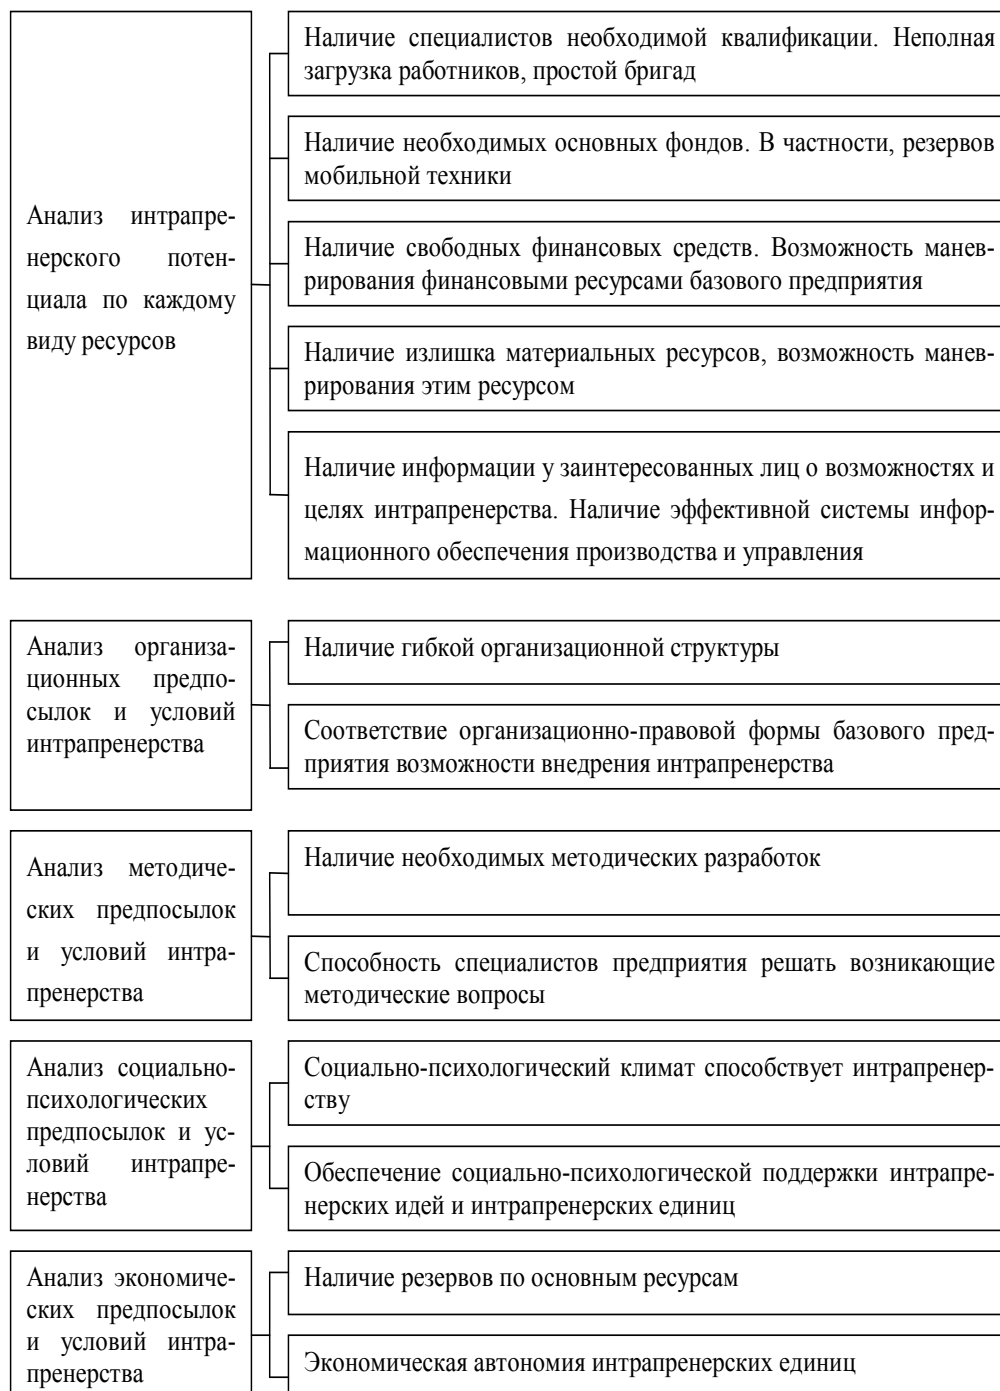 Анализ интрапре-
нерского потен-
циала по каждому
виду ресурсов
Наличие специалистов необходимой квалификации. Неполная
загрузка работников, простой бригад
Наличие необходимых основных фондов. В частности, резервов
мобильной техники
Наличие свободных финансовых средств. Возможность манев-
рирования финансовыми ресурсами базового предприятия
Наличие излишка материальных ресурсов, возможность манев-
рирования этим ресурсом
Наличие информации у заинтересованных лиц о возможностях и
целях интрапренерства. Наличие эффективной системы инфор-
мационного обеспечения производства и управления
Анализ организа-
ционных предпо-
сылок и условий
интрапренерства
Наличие гибкой организационной структуры
Соответствие организационно-правовой формы базового пред-
приятия возможности внедрения интрапренерства
Анализ методиче-
ских предпосылок
и условий интра-
пренерства
Наличие необходимых методических разработок
Способность специалистов предприятия решать возникающие
методические вопросы
Анализ социально-
психологических
предпосылок и ус-
ловий интрапре-
нерства
Социально-психологический климат способствует интрапренер-
ству
Обеспечение социально-психологической поддержки интрапре-
нерских идей и интрапренерских единиц
Анализ экономиче-
ских предпосылок
и условий интра-
пренерства
Наличие резервов по основным ресурсам
Экономическая автономия интрапренерских единиц